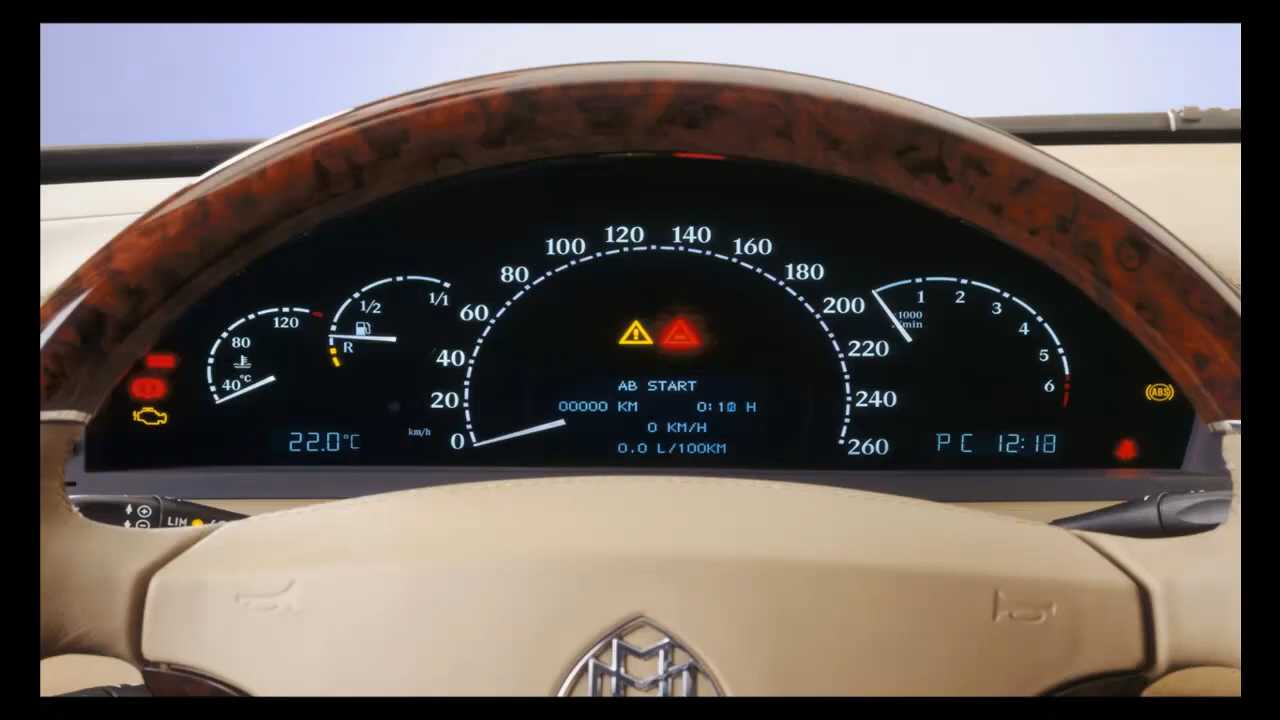 120
80
40°C
1/1
1/2
R
22.0°C
km/h
0
20
40
60
80
100
120
140
160
180
200
220
240
260
AB START
00000 KM
0:10 H
0 KM/H
0.0 L/100KM
1
2
3
4
5
6
1000
/min
P C 12:18
ABS
LIM